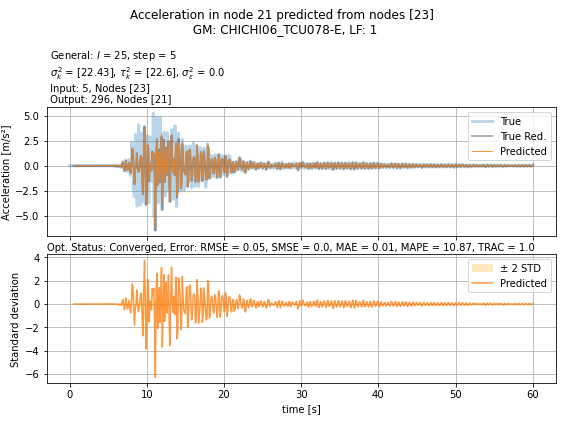 Acceleration in node 21 predicted from nodes [23]
GM: CHICHI06_TCU078-E, LF: 1
General: l = 25, step = 5
σ²ₖ = [22.43], τ²ₖ = [22.6], σ²ε = 0.0
Input: 5, Nodes [23]
Output: 296, Nodes [21]
Acceleration [m/s²]
5.0
2.5
0.0
−2.5
−5.0
True
True Red.
Predicted
Opt. Status: Converged, Error: RMSE = 0.05, SMSE = 0.0, MAE = 0.01, MAPE = 10.87, TRAC = 1.0
Standard deviation
4
2
0
−2
−4
−6
± 2 STD
Predicted
0 10 20 30 40 50 60
time [s]